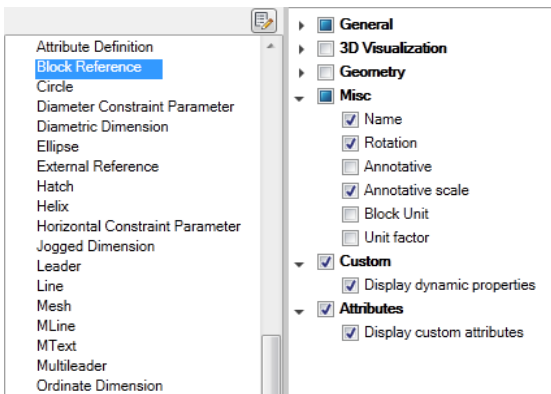 Attribute Definition
Block Reference
Circle
Diameter Constraint Parameter
Diametric Dimension
Ellipse
External Reference
Hatch
Helix
Horizontal Constraint Parameter
Jogged Dimension
Leader
Line
Mesh
MLine
MText
Multileader
Ordinate Dimension
General
3D Visualization
Geometry
Misc
Name
Rotation
Annotative
Annotative scale
Block Unit
Unit factor
Custom
Display dynamic properties
Attributes
Display custom attributes